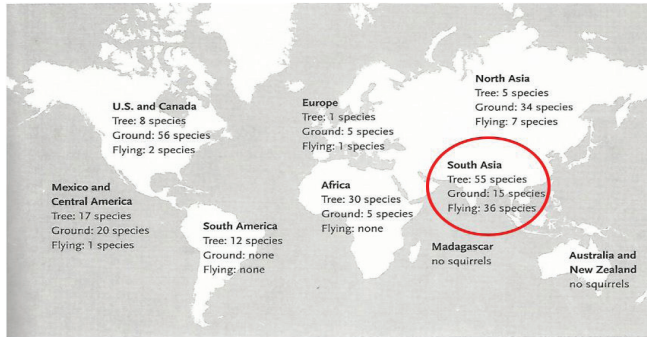 North Asia
Tree: 5 species
Ground: 34 species
Flying: 7 species
U.S. and Canada
Tree: 8 species
Ground: 56 species
Flying: 2 species
Europe
Tree: 1 species
Ground: 5 species
Flying: 1 species
South Asia
Tree: 55 species
Ground: 15 species
Flying: 36 species
Mexico and
Central America
Tree: 17 species
Ground: 20 species
Flying: 1 species
Africa
Tree: 30 species
Ground: 5 species
Flying: none
South America
Tree: 12 species
Ground: none
Flying: none
Madagascar
no squirrels
Australia and
New Zealand
no squirrels